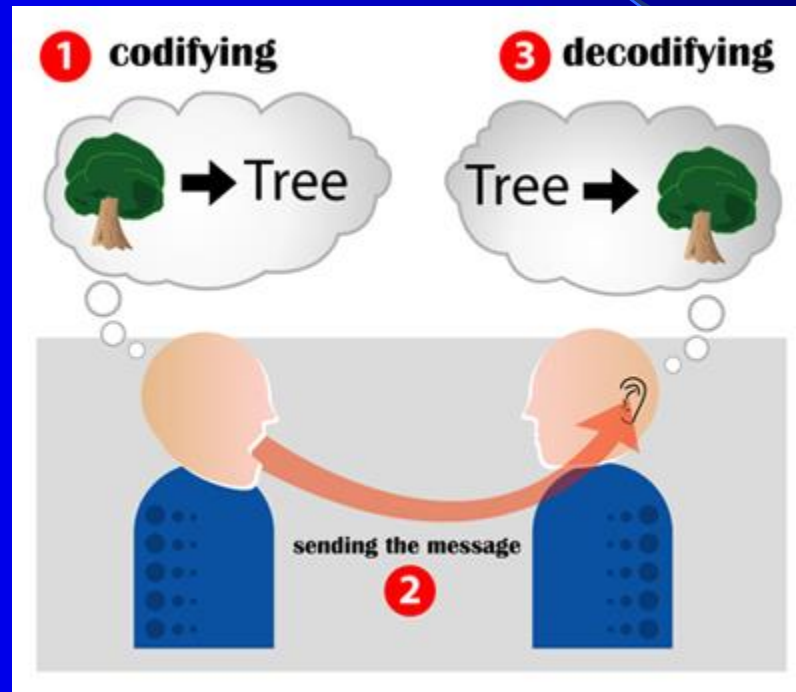 1 codifying
3 decodifying
Tree
Tree
sending the message
2